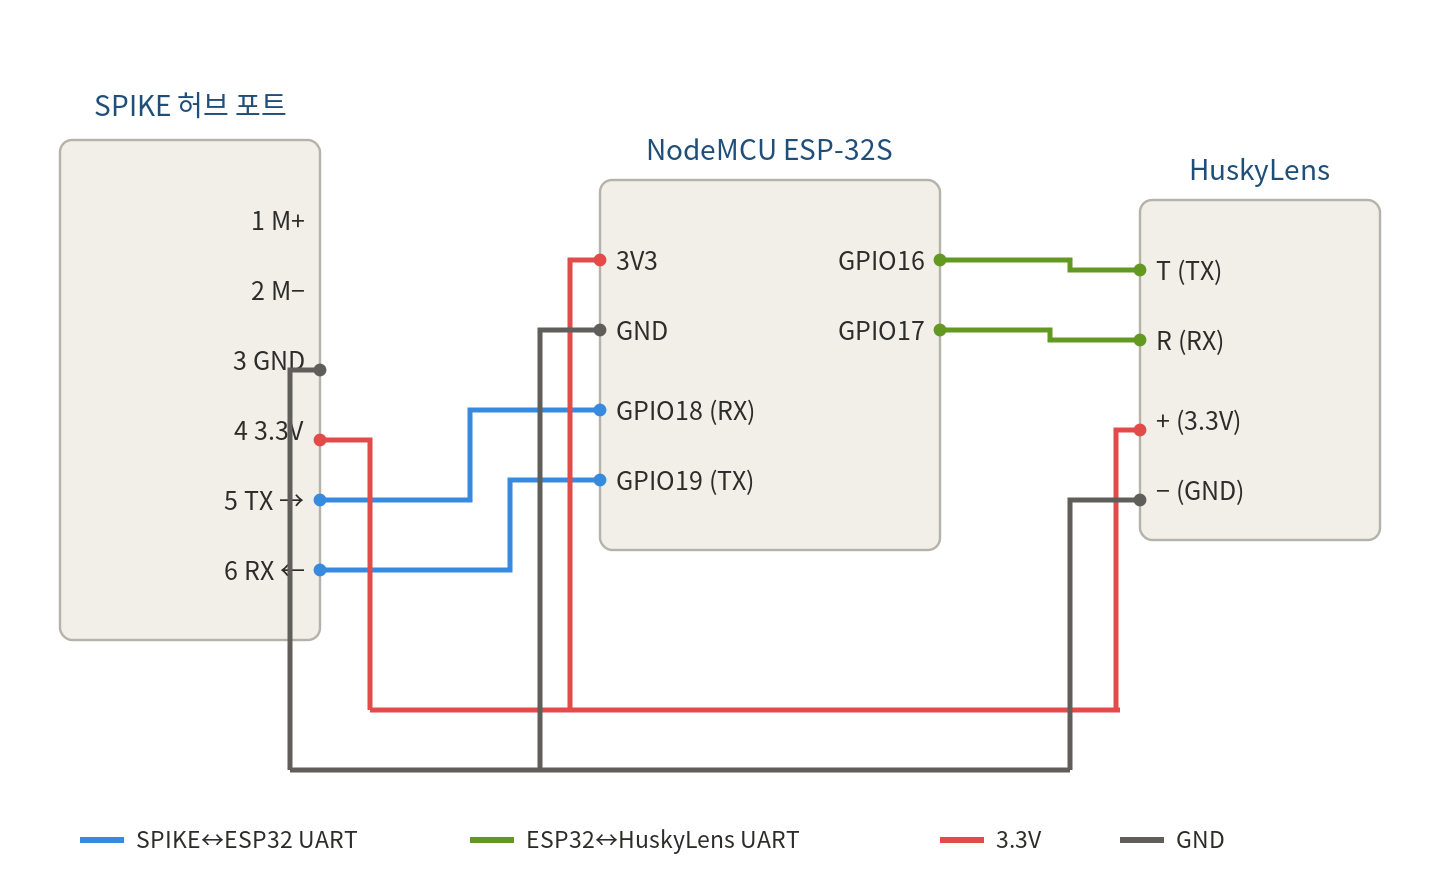 SPIKE 허브 포트
1 M+
2 M−
3 GND
4 3.3V
5 TX →
6 RX ←
NodeMCU ESP-32S
3V3
GND
GPIO18 (RX)
GPIO19 (TX)
GPIO16
GPIO17
HuskyLens
T (TX)
R (RX)
+ (3.3V)
− (GND)
SPIKE↔ESP32 UART
ESP32↔HuskyLens UART
3.3V
GND